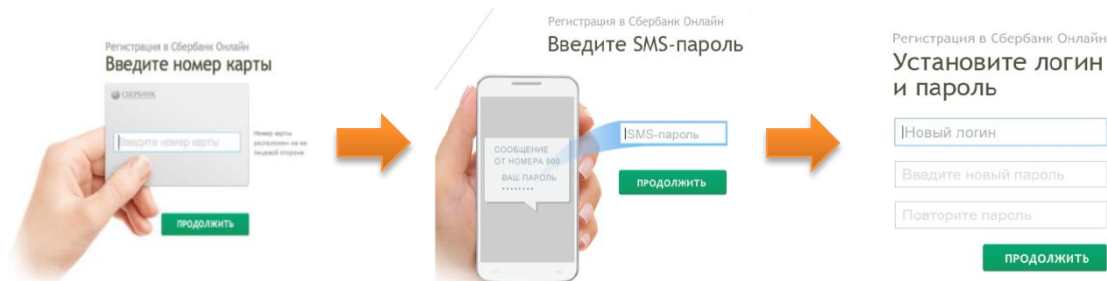 Регистрация в Сбербанк Онлайн
Введите номер карты
СБЕРБАНК
Введите номер карты
Номер карты
расположен на ее
лицевой стороне
ПРОДОЛЖИТЬ
Регистрация в Сбербанк Онлайн
Введите SMS-пароль
SMS-пароль
СООБЩЕНИЕ
ОТ НОМЕРА 900
ВАШ ПАРОЛЬ
********
ПРОДОЛЖИТЬ
Регистрация в Сбербанк Онлайн
Установите логин
и пароль
Новый логин
Введите новый пароль
Повторите пароль
ПРОДОЛЖИТЬ